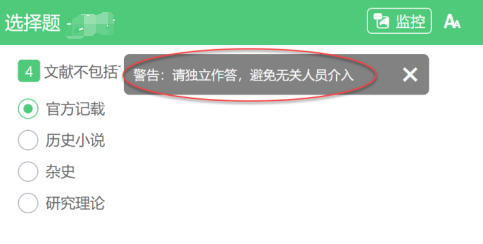 选择题 -
监控
AA
4 文献不包括
警告：请独立作答，避免无关人员介入
官方记载
历史小说
杂史
研究理论